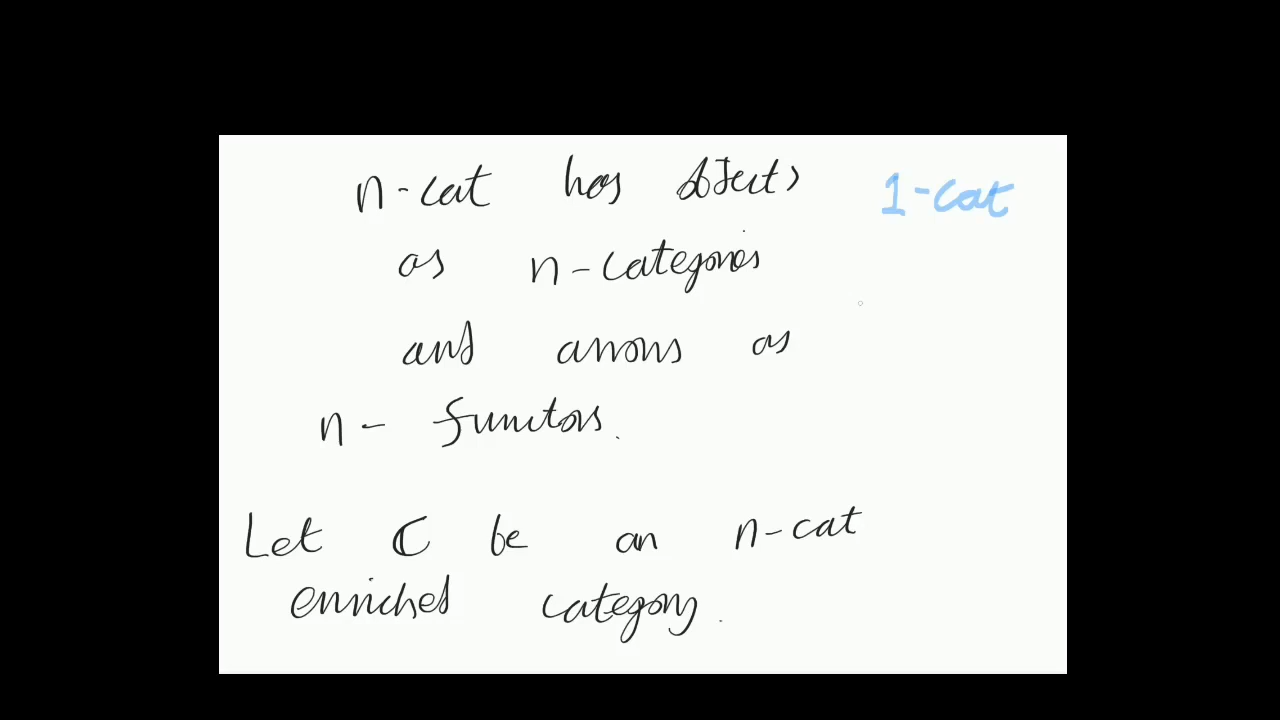 n-cat has objects 1-cat
as n-categories
and arrows as
n- functors.
Let ℂ be an n-cat
enriched category.